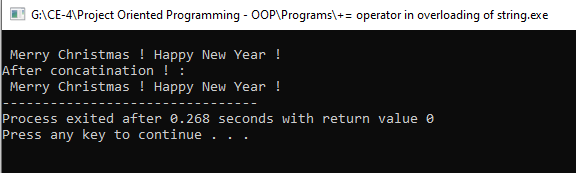 G:\CE-4\Project Oriented Programming - OOP\Programs\+= operator in overloading of string.exe
Merry Christmas ! Happy New Year !
After concatination ! :
Merry Christmas ! Happy New Year !
--------------------------------
Process exited after 0.268 seconds with return value 0
Press any key to continue . . .